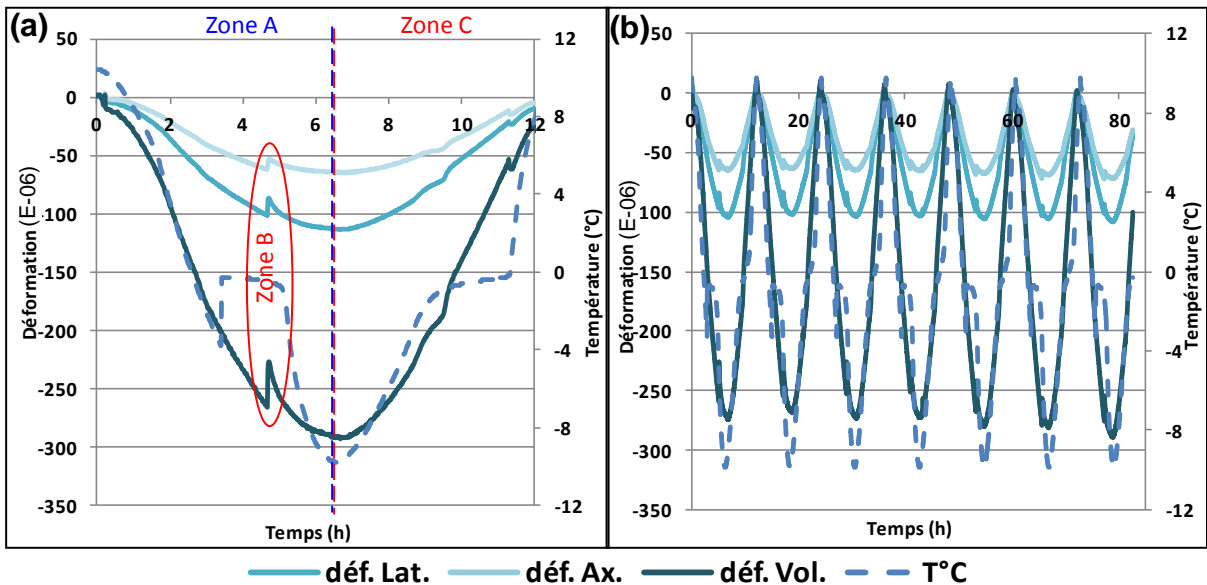 (a)
Zone A
Zone C
50
0
-50
-100
-150
-200
-250
-300
-350
12
8
4
0
-4
-8
-12
0
2
4
6
8
10
12
Zone B
Déformation (E-06)
Température (°C)
Temps (h)
(b)
50
0
-50
-100
-150
-200
-250
-300
-350
12
8
4
0
-4
-8
-12
0
20
40
60
80
Déformation (E-06)
Température (°C)
Temps (h)
déf. Lat.
déf. Ax.
déf. Vol.
T°C